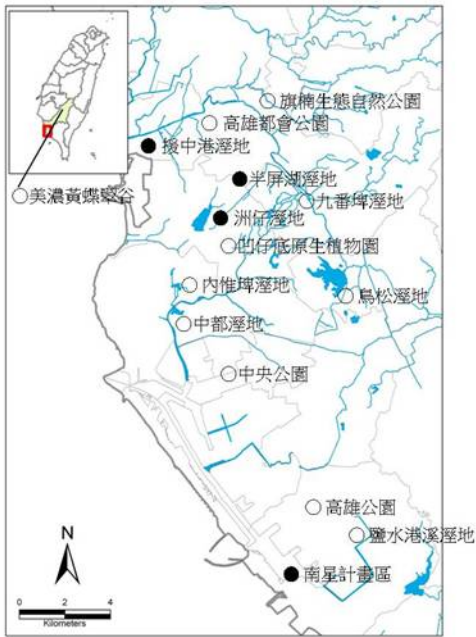 旗楠生態自然公園
高雄都會公園
援中港溼地
半屏湖溼地
美濃黃蝶翠谷
九番埤溼地
洲仔溼地
凹仔底原生植物園
內惟埤溼地
鳥松溼地
中都溼地
中央公園
高雄公園
鹽水港溪溼地
N
南星計畫區
0 2 4
Kilometers